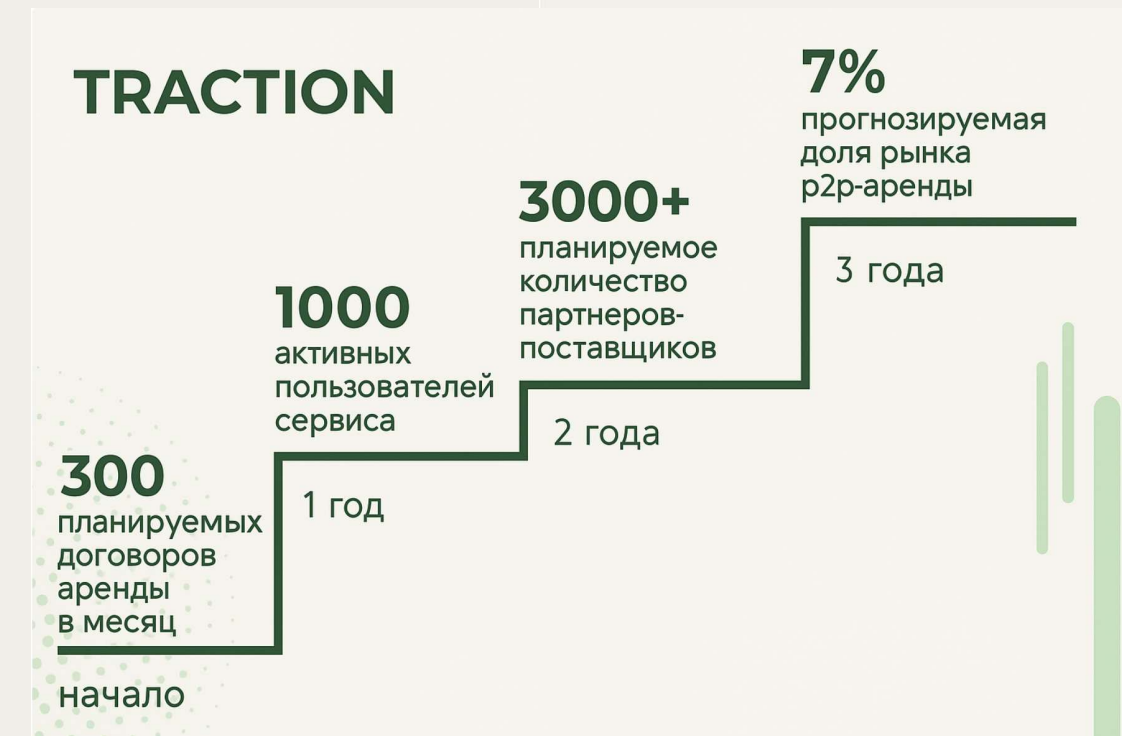 TRACTION
7%
прогнозируемая
доля рынка
р2р-аренды
3 года
3000+
планируемое
количество
партнеров-
поставщиков
2 года
1000
активных
пользователей
сервиса
1 год
300
планируемых
договоров
аренды
в месяц
начало